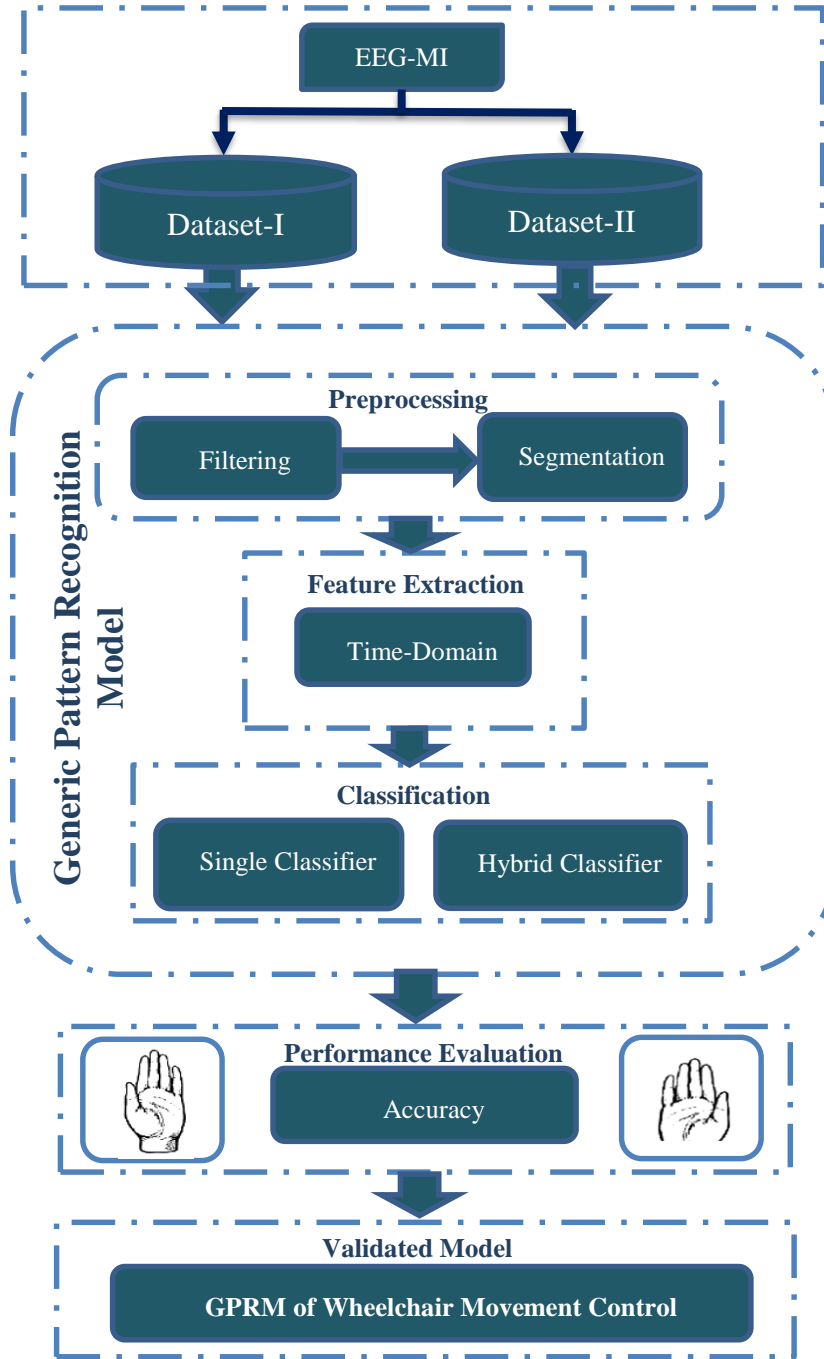 EEG-MI
Dataset-I
Dataset-II
Generic Pattern Recognition
Model
Preprocessing
Filtering
Segmentation
Feature Extraction
Time-Domain
Classification
Single Classifier
Hybrid Classifier
Performance Evaluation
Accuracy
Validated Model
GPRM of Wheelchair Movement Control